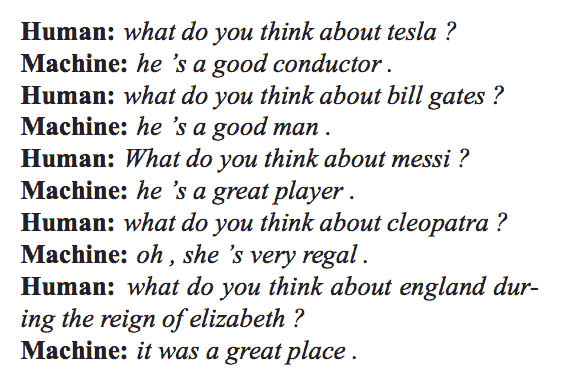 Human: what do you think about tesla ?
Machine: he ’s a good conductor .
Human: what do you think about bill gates ?
Machine: he ’s a good man .
Human: What do you think about messi ?
Machine: he ’s a great player .
Human: what do you think about cleopatra ?
Machine: oh , she ’s very regal .
Human: what do you think about england dur-
ing the reign of elizabeth ?
Machine: it was a great place .